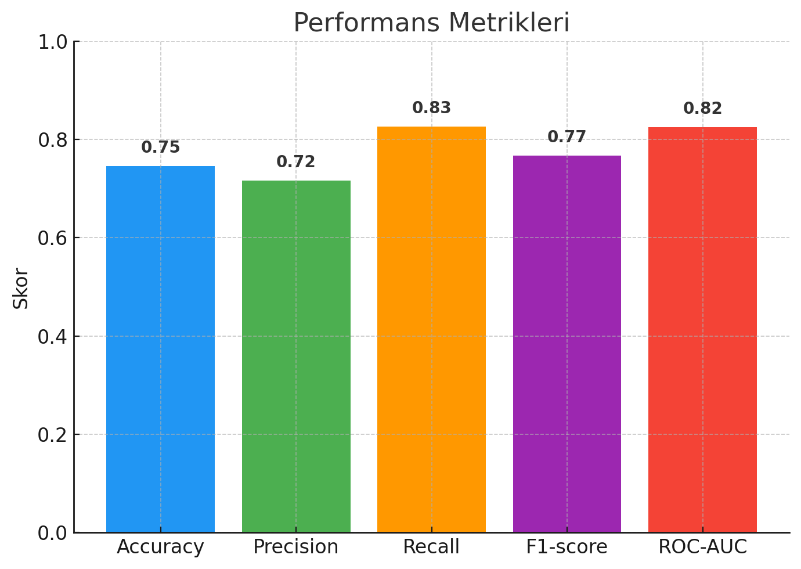 Performans Metrikleri
Skor
1.0
0.8
0.6
0.4
0.2
0.0
0.75
0.72
0.83
0.77
0.82
Accuracy
Precision
Recall
F1-score
ROC-AUC